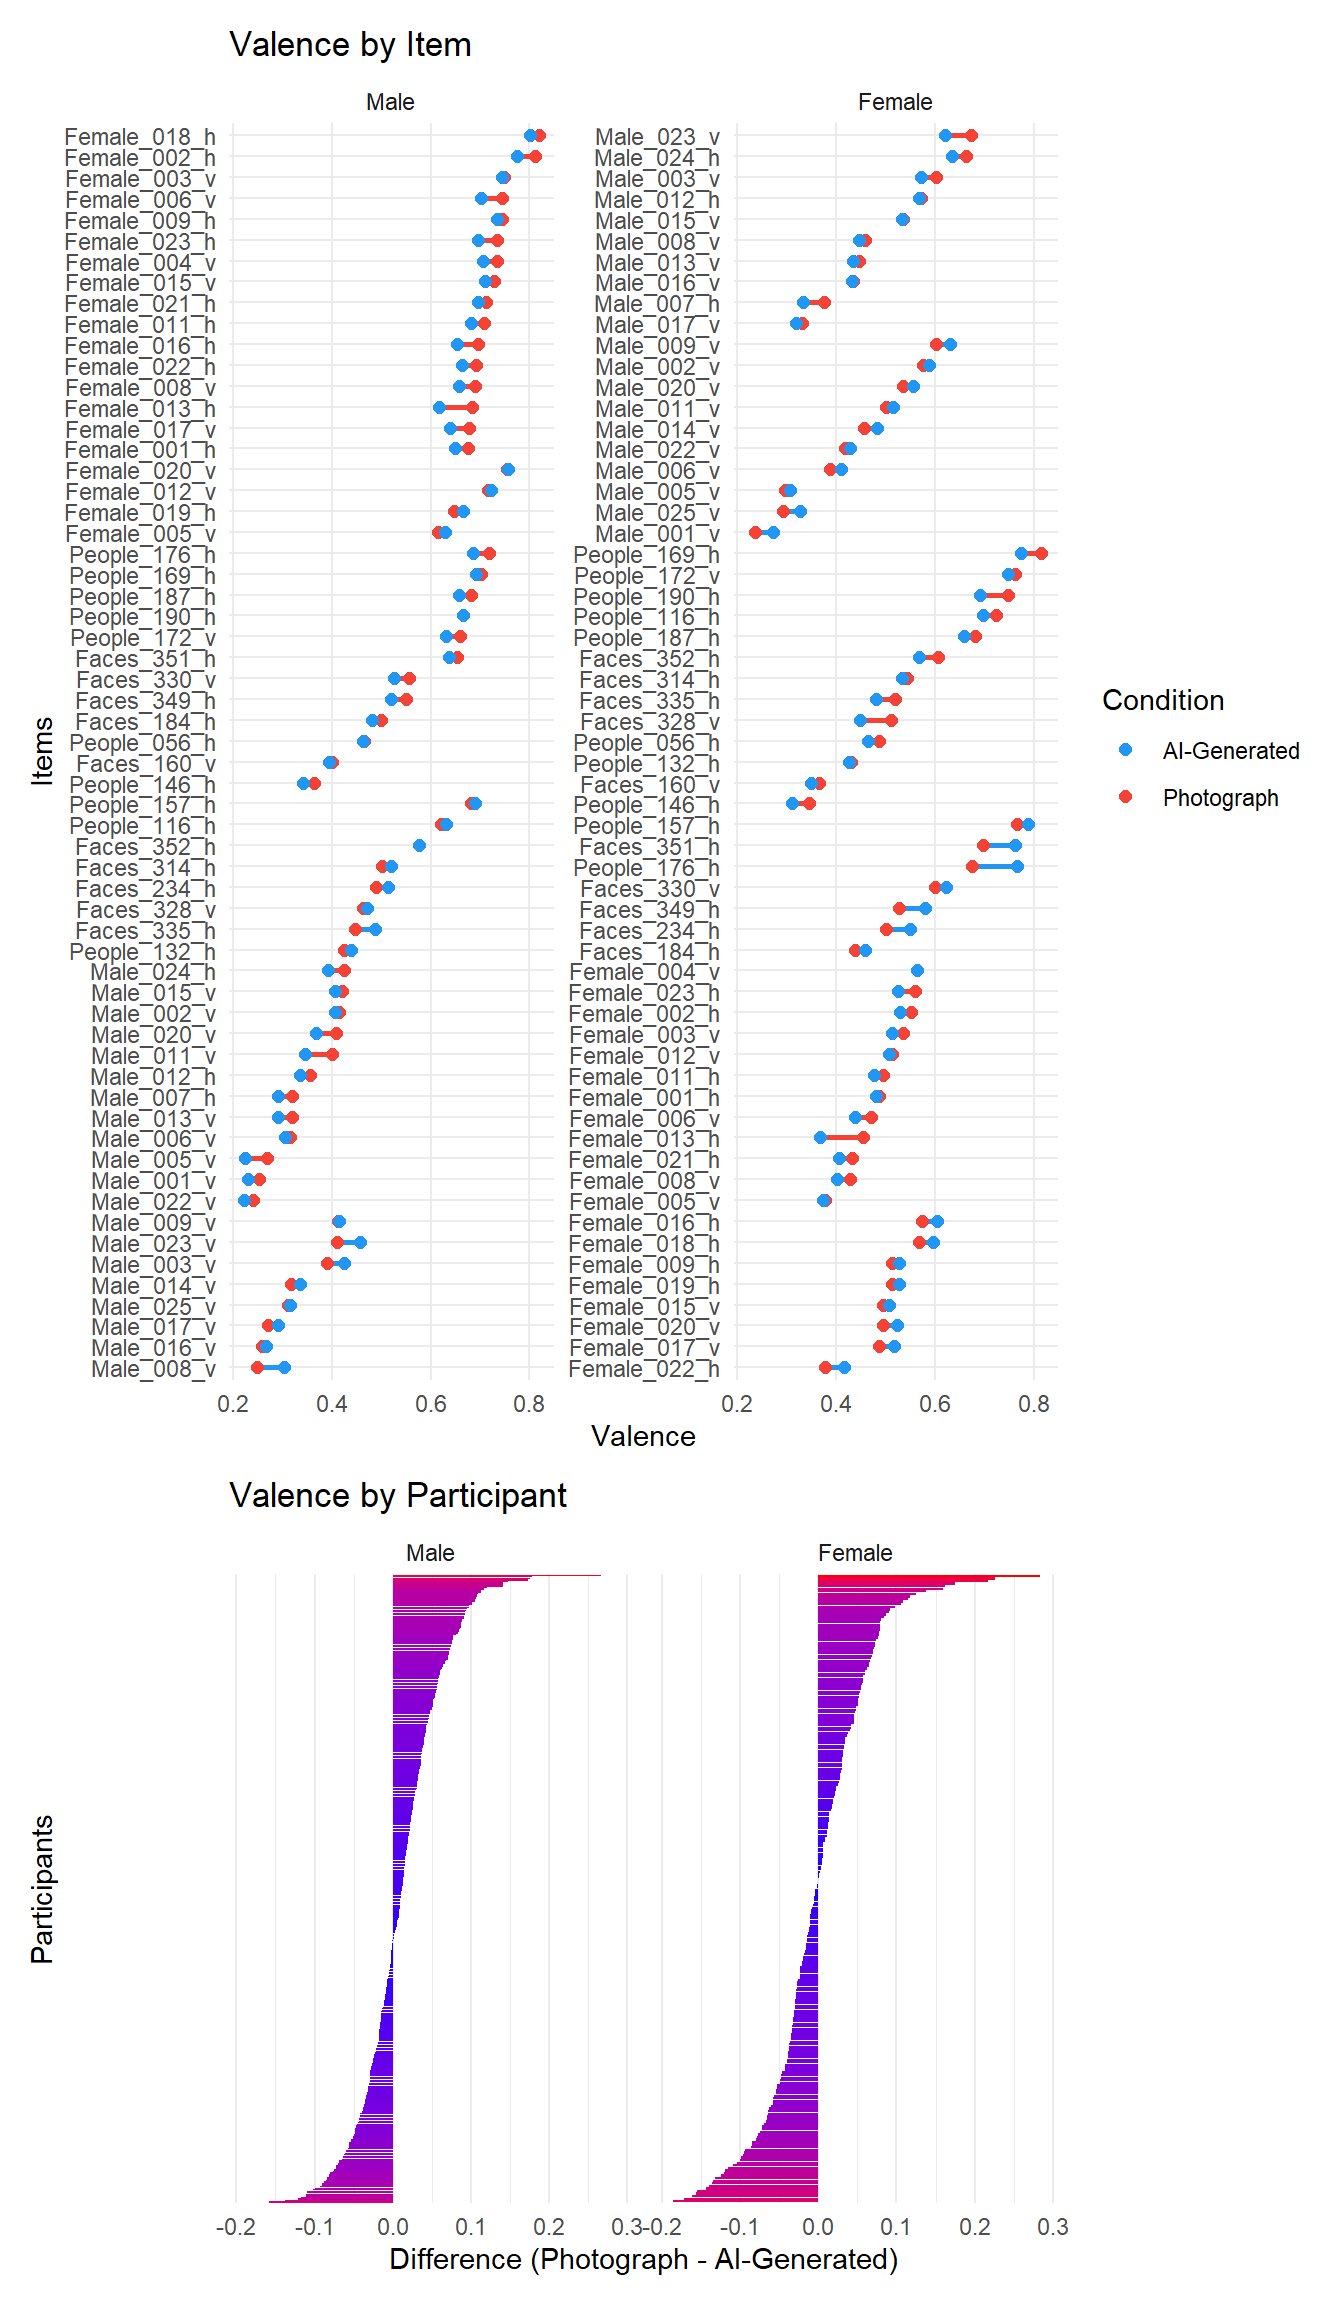 Valence by Item
Male
Female
Female_018_h
Female_002_h
Female_003_v
Female_006_v
Female_009_h
Female_023_h
Female_004_v
Female_015_v
Female_021_h
Female_011_h
Female_016_h
Female_022_h
Female_008_v
Female_013_h
Female_017_v
Female_001_h
Female_020_v
Female_012_v
Female_019_h
Female_005_v
People_176_h
People_169_h
People_187_h
People_190_h
People_172_v
Faces_351_h
Faces_330_v
Faces_349_h
Faces_184_h
People_056_h
Faces_160_v
People_146_h
People_157_h
People_116_h
Faces_352_h
Faces_314_h
Faces_234_h
Faces_328_v
Faces_335_h
People_132_h
Male_024_h
Male_015_v
Male_002_v
Male_020_v
Male_011_v
Male_012_h
Male_007_h
Male_013_v
Male_006_v
Male_005_v
Male_001_v
Male_022_v
Male_009_v
Male_023_v
Male_003_v
Male_014_v
Male_025_v
Male_017_v
Male_016_v
Male_008_v
Male_023_v
Male_024_h
Male_003_v
Male_012_h
Male_015_v
Male_008_v
Male_013_v
Male_016_v
Male_007_h
Male_017_v
Male_009_v
Male_002_v
Male_020_v
Male_011_v
Male_014_v
Male_022_v
Male_006_v
Male_005_v
Male_025_v
Male_001_v
People_169_h
People_172_v
People_190_h
People_116_h
People_187_h
Faces_352_h
Faces_314_h
Faces_335_h
Faces_328_v
People_056_h
People_132_h
Faces_160_v
People_146_h
People_157_h
Faces_351_h
People_176_h
Faces_330_v
Faces_349_h
Faces_234_h
Faces_184_h
Female_004_v
Female_023_h
Female_002_h
Female_003_v
Female_012_v
Female_011_h
Female_001_h
Female_006_v
Female_013_h
Female_021_h
Female_008_v
Female_005_v
Female_016_h
Female_018_h
Female_009_h
Female_019_h
Female_015_v
Female_020_v
Female_017_v
Female_022_h
Items
0.2 0.4 0.6 0.8
0.2 0.4 0.6 0.8
Valence
Condition
AI-Generated
Photograph
Valence by Participant
Male
Female
Participants
-0.2 -0.1 0.0 0.1 0.2 0.3
-0.2 -0.1 0.0 0.1 0.2 0.3
Difference (Photograph - AI-Generated)